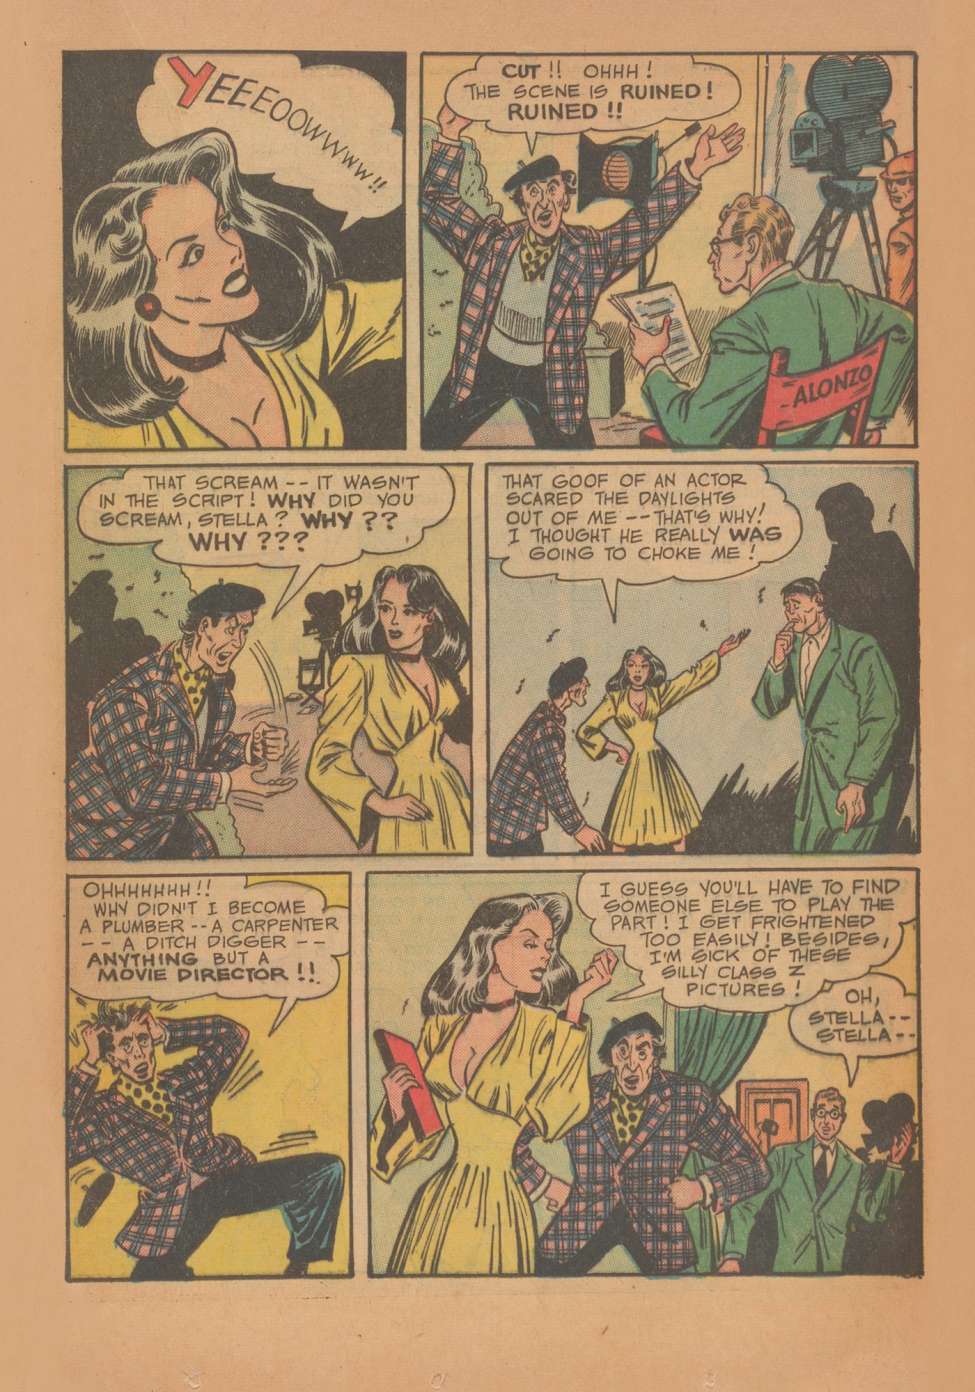 YEEEOOWWWW!!
CUT!! OHHH!
THE SCENE IS RUINED!
RUINED!!
ALONZO
THAT SCREAM -- IT WASN'T
IN THE SCRIPT! WHY DID YOU
SCREAM, STELLA? WHY??
WHY???
THAT GOOF OF AN ACTOR
SCARED THE DAYLIGHTS
OUT OF ME -- THAT'S WHY!
I THOUGHT HE REALLY WAS
GOING TO CHOKE ME!
OHHHHHHH!!
WHY DIDN'T I BECOME
A PLUMBER -- A CARPENTER
-- A DITCH DIGGER --
ANYTHING BUT A
MOVIE DIRECTOR!!
I GUESS YOU'LL HAVE TO FIND
SOMEONE ELSE TO PLAY THE
PART! I GET FRIGHTENED
TOO EASILY! BESIDES,
I'M SICK OF THESE
SILLY CLASS Z
PICTURES!
OH,
STELLA--
STELLA--